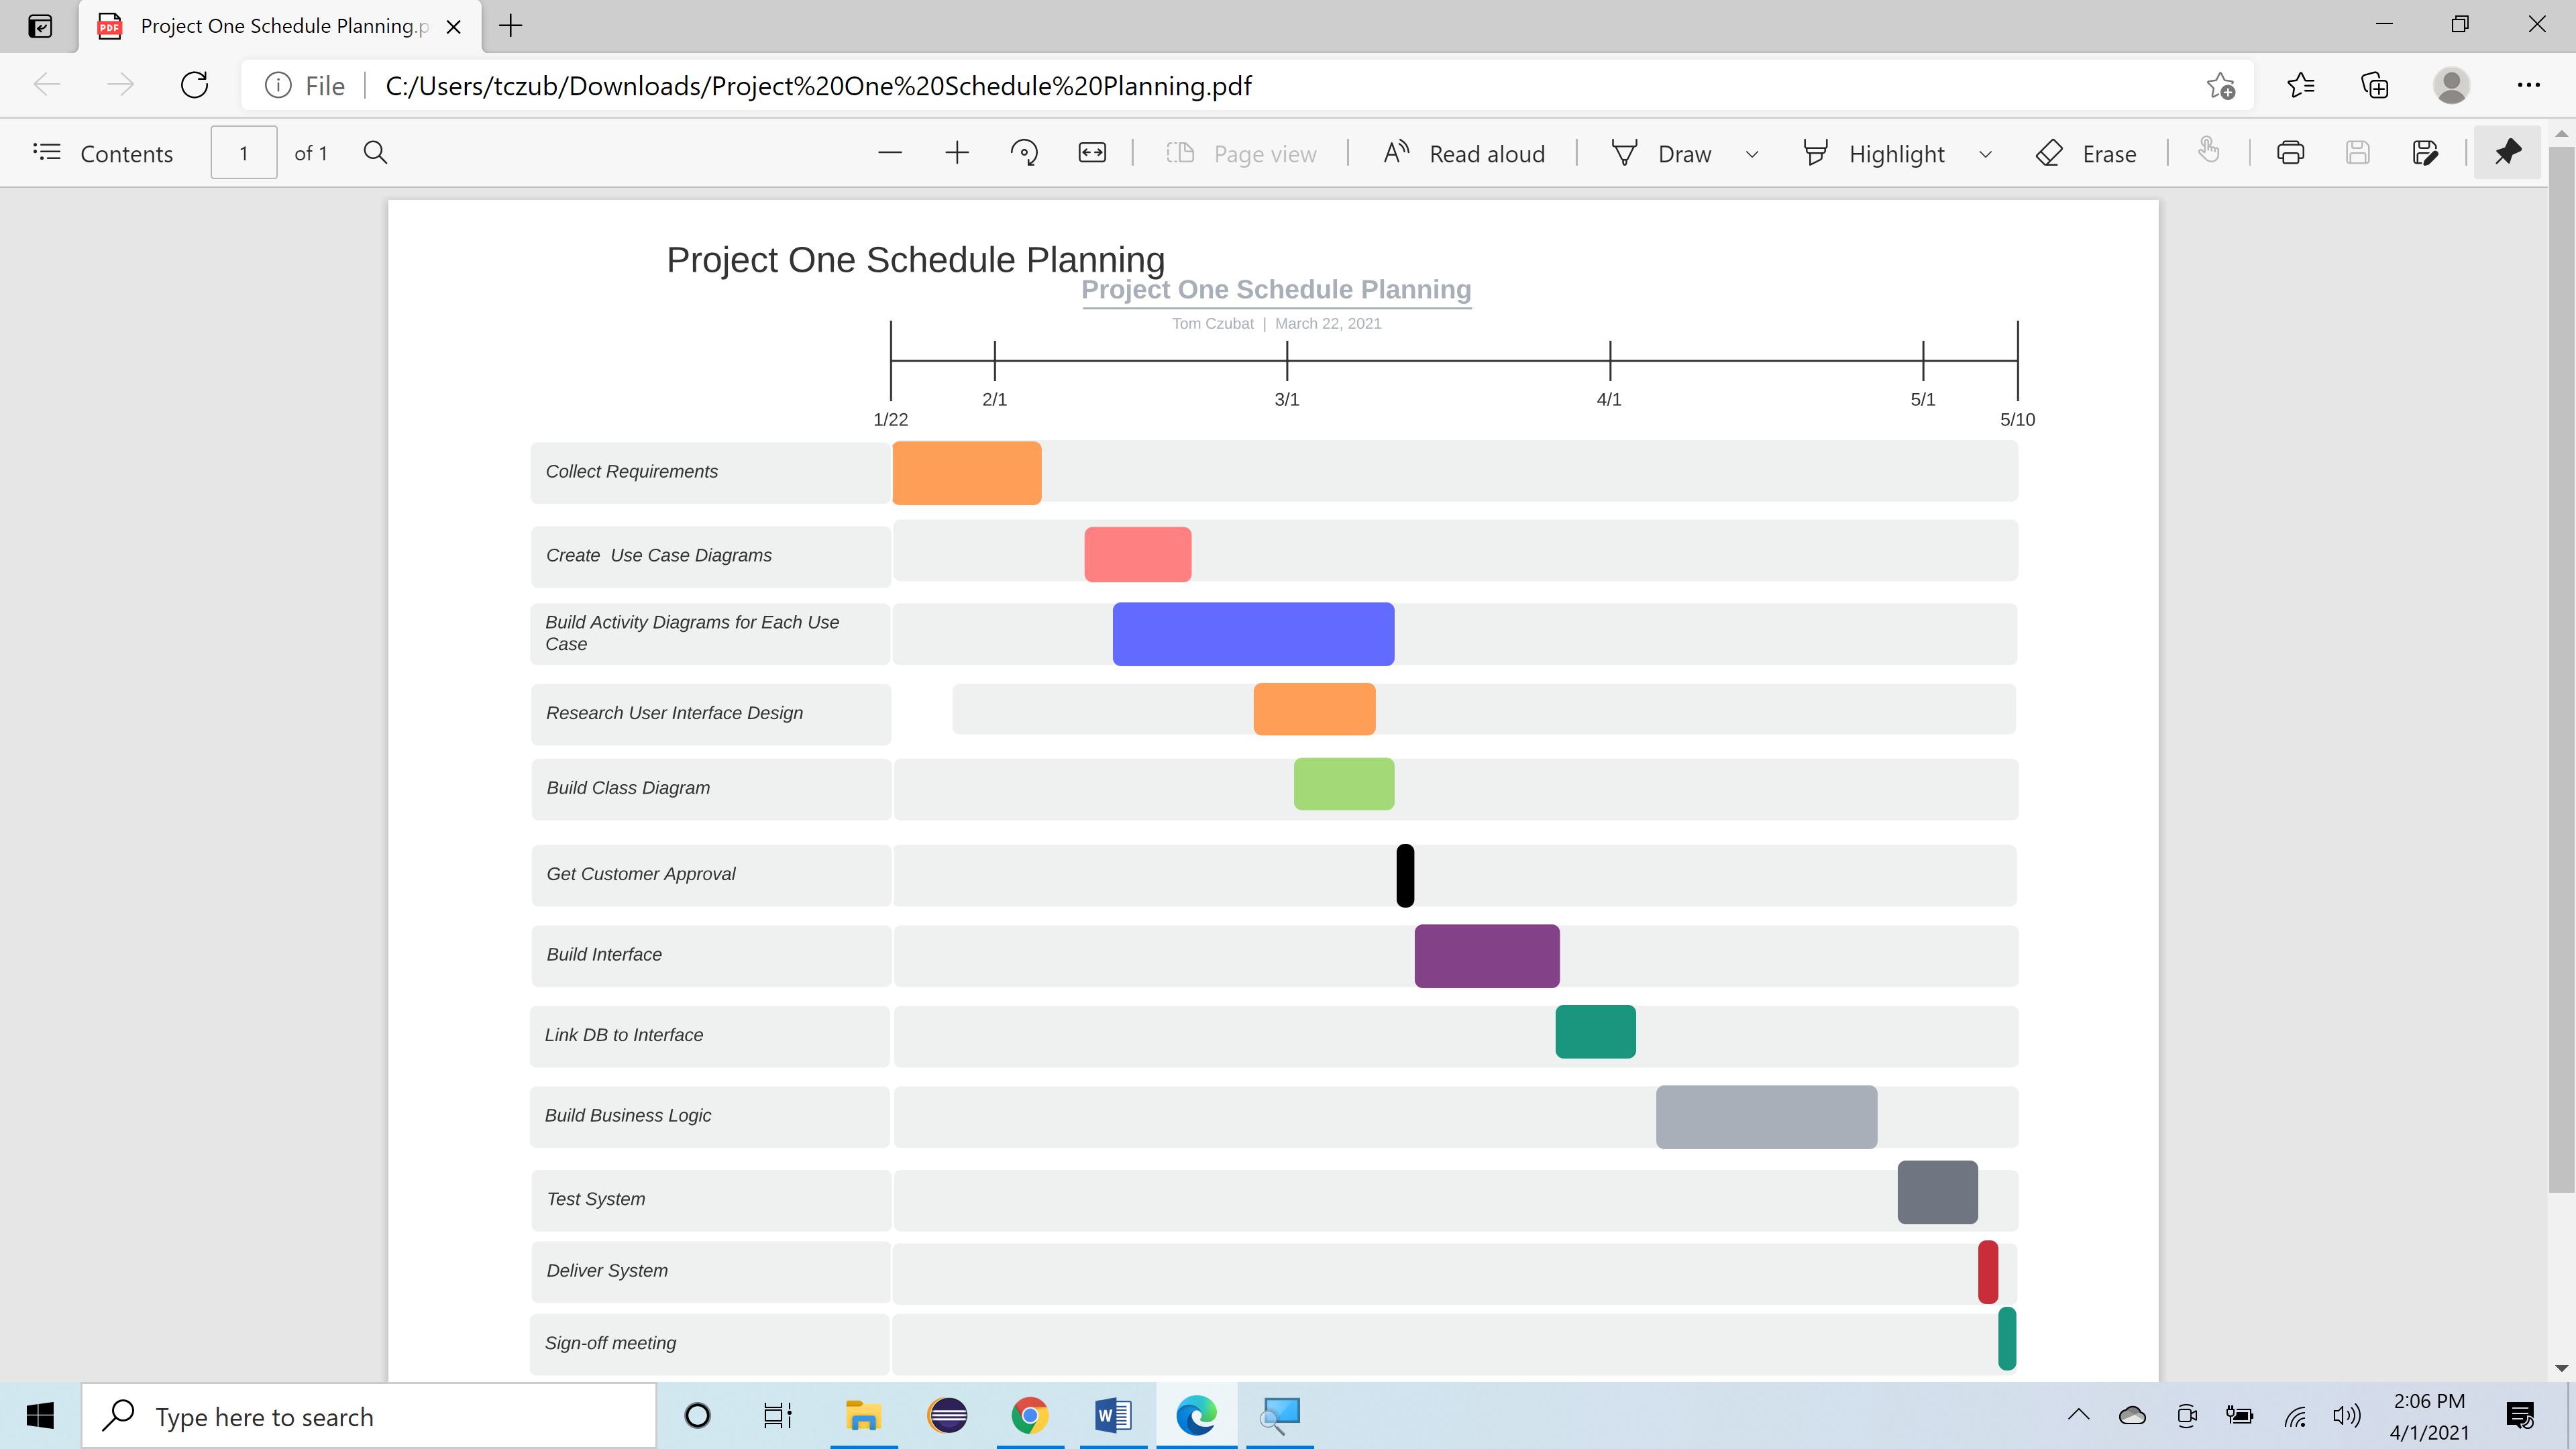 Project One Schedule Planning.p
File
C:/Users/tczub/Downloads/Project%20One%20Schedule%20Planning.pdf
Contents
1
of 1
Page view
Read aloud
Draw
Highlight
Erase
Project One Schedule Planning
Project One Schedule Planning
Tom Czubat | March 22, 2021
2/1 3/1 4/1 5/1
1/22 5/10
Collect Requirements
Create  Use Case Diagrams
Build Activity Diagrams for Each Use
Case
Research User Interface Design
Build Class Diagram
Get Customer Approval
Build Interface
Link DB to Interface
Build Business Logic
Test System
Deliver System
Sign-off meeting
Type here to search
2:06 PM
4/1/2021